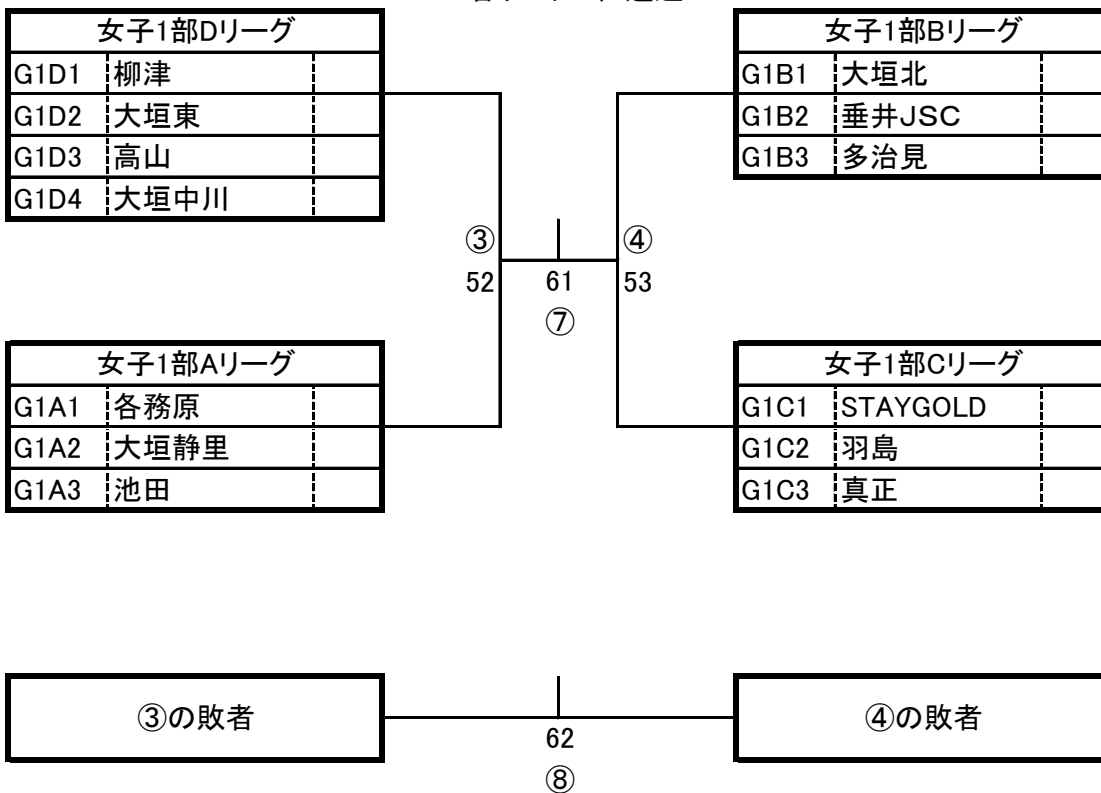 女子1部Dリーグ
G1D1 柳津
G1D2 大垣東
G1D3 高山
G1D4 大垣中川
女子1部Bリーグ
G1B1 大垣北
G1B2 垂井JSC
G1B3 多治見
③ ④
52 61 53
⑦
女子1部Aリーグ
G1A1 各務原
G1A2 大垣静里
G1A3 池田
女子1部Cリーグ
G1C1 STAYGOLD
G1C2 羽島
G1C3 真正
③の敗者 ④の敗者
62
⑧